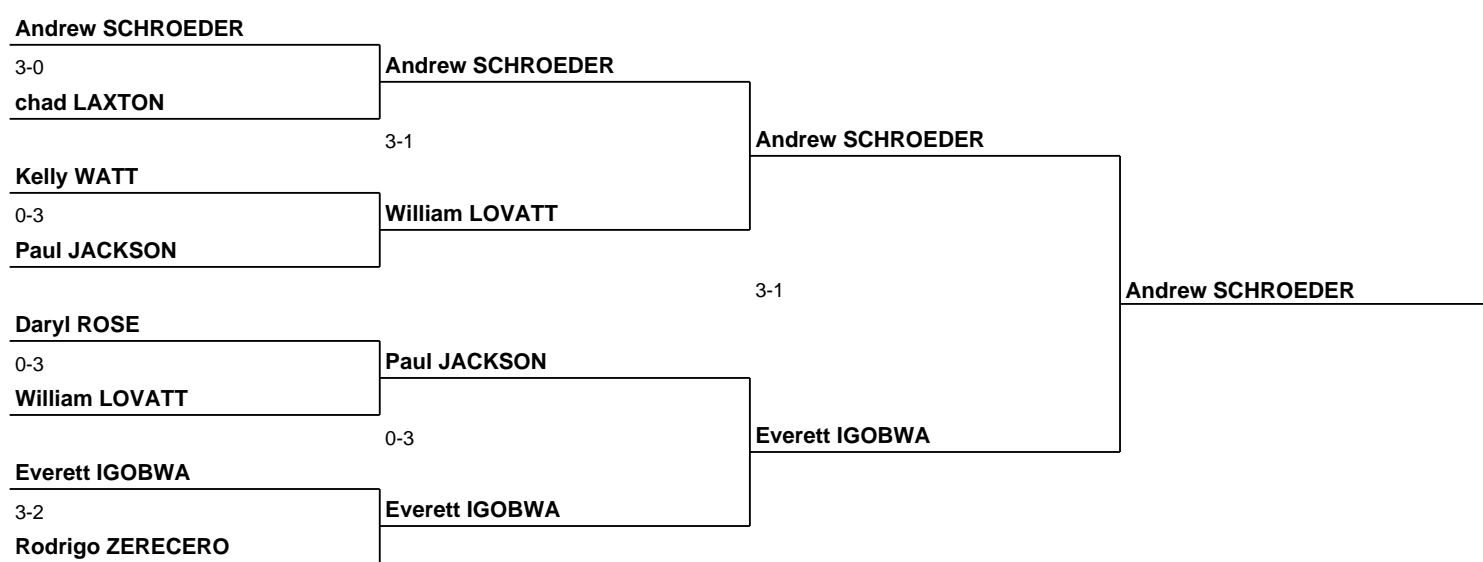 Andrew SCHROEDER
3-0
Andrew SCHROEDER
chad LAXTON
3-1
Andrew SCHROEDER
Kelly WATT
0-3
William LOVATT
Paul JACKSON
3-1
Andrew SCHROEDER
Daryl ROSE
0-3
Paul JACKSON
William LOVATT
0-3
Everett IGOBWA
Everett IGOBWA
3-2
Everett IGOBWA
Rodrigo ZERECERO